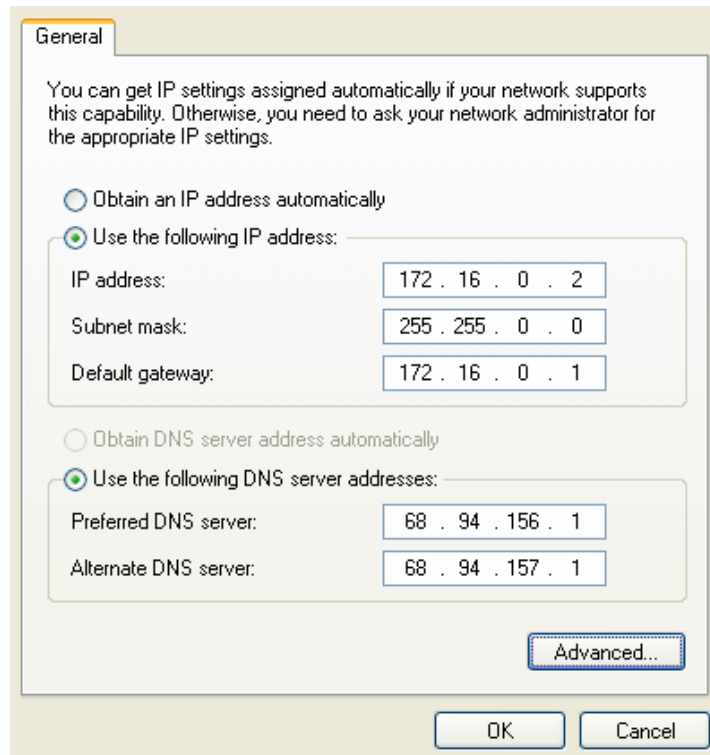 General
You can get IP settings assigned automatically if your network supports
this capability. Otherwise, you need to ask your network administrator for
the appropriate IP settings.
Obtain an IP address automatically
Use the following IP address:
IP address: 172 . 16 . 0 . 2
Subnet mask: 255 . 255 . 0 . 0
Default gateway: 172 . 16 . 0 . 1
Obtain DNS server address automatically
Use the following DNS server addresses:
Preferred DNS server: 68 . 94 . 156 . 1
Alternate DNS server: 68 . 94 . 157 . 1
Advanced...
OK Cancel